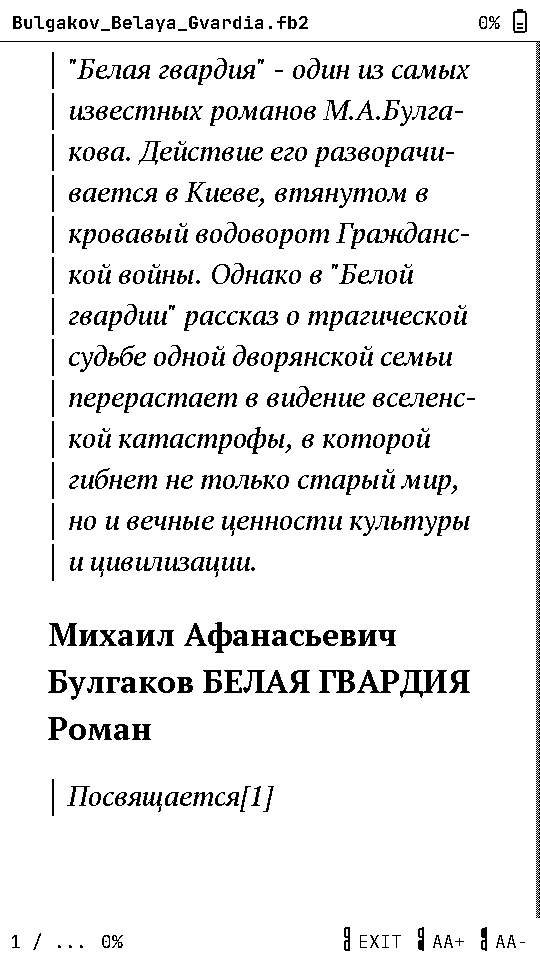 Bulgakov_Belaya_Gvardia.fb2 0%
"Белая гвардия" - один из самых
известных романов М.А.Булга-
кова. Действие его разворачи-
вается в Киеве, втянутом в
кровавый водоворот Гражданс-
кой войны. Однако в "Белой
гвардии" рассказ о трагической
судьбе одной дворянской семьи
перерастает в видение вселенс-
кой катастрофы, в которой
гибнет не только старый мир,
но и вечные ценности культуры
и цивилизации.
Михаил Афанасьевич
Булгаков БЕЛАЯ ГВАРДИЯ
Роман
Посвящается[1]
1 / ... 0% EXIT AA+ AA-